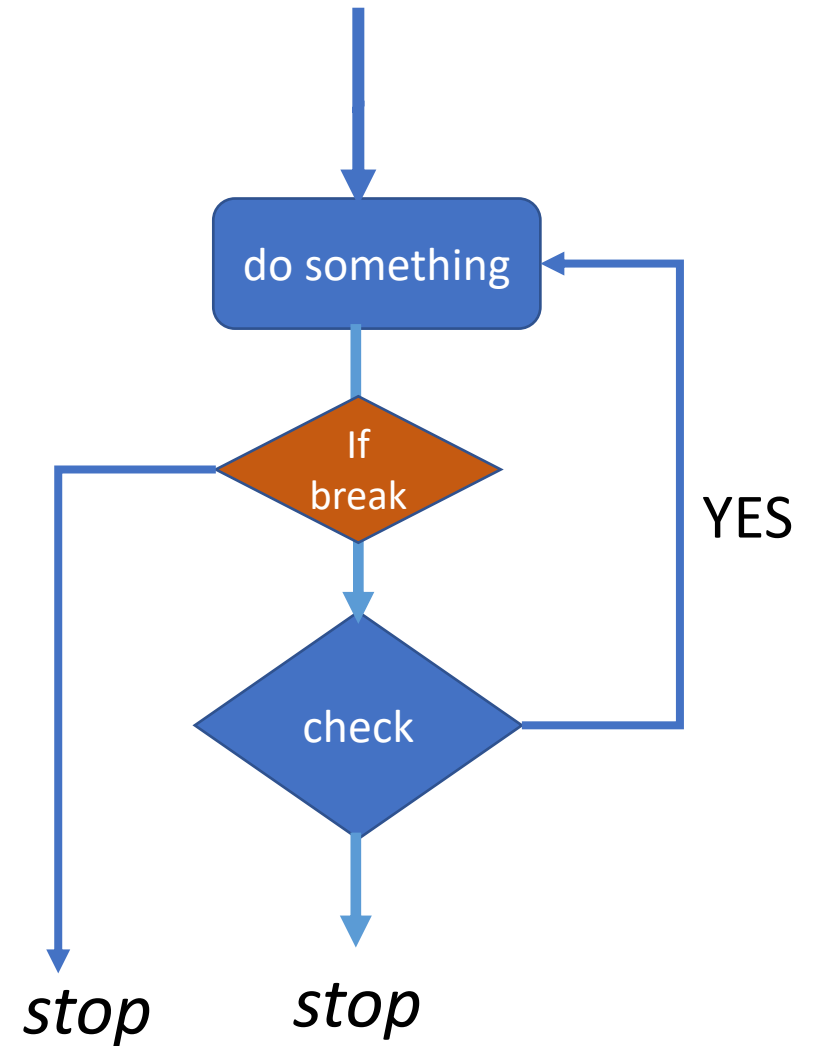 do something
If
break
YES
check
stop
stop